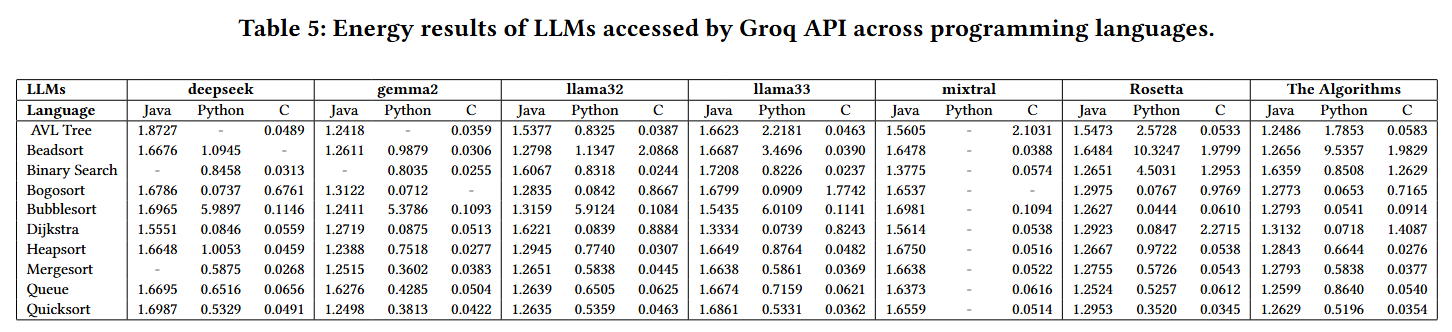 Table 5: Energy results of LLMs accessed by Groq API across programming languages.
LLMs deepseek gemma2 llama32 llama33 mixtral Rosetta The Algorithms
Language Java Python C Java Python C Java Python C Java Python C Java Python C Java Python C Java Python C
AVL Tree 1.8727 - 0.0489 1.2418 - 0.0359 1.5377 0.8325 0.0387 1.6623 2.2181 0.0463 1.5605 - 2.1031 1.5473 2.5728 0.0533 1.2486 1.7853 0.0583
Beadsort 1.6676 1.0945 - 1.2611 0.9879 0.0306 1.2798 1.1347 2.0868 1.6687 3.4696 0.0390 1.6478 - 0.0388 1.6484 10.3247 1.9799 1.2656 9.5357 1.9829
Binary Search - 0.8458 0.0313 - 0.8035 0.0255 1.6067 0.8318 0.0244 1.7208 0.8226 0.0237 1.3775 - 0.0574 1.2651 4.5031 1.2953 1.6359 0.8508 1.2629
Bogosort 1.6786 0.0737 0.6761 1.3122 0.0712 - 1.2835 0.0842 0.8667 1.6799 0.0909 1.7742 1.6537 - - 1.2975 0.0767 0.9769 1.2773 0.0653 0.7165
Bubblesort 1.6965 5.9897 0.1146 1.2411 5.3786 0.1093 1.3159 5.9124 0.1084 1.5435 6.0109 0.1141 1.6981 - 0.1094 1.2627 0.0444 0.0610 1.2793 0.0541 0.0914
Dijkstra 1.5551 0.0846 0.0559 1.2719 0.0875 0.0513 1.6221 0.0839 0.8884 1.3334 0.0739 0.8243 1.5614 - 0.0538 1.2923 0.0847 2.2715 1.3132 0.0718 1.4087
Heapsort 1.6648 1.0053 0.0459 1.2388 0.7518 0.0277 1.2945 0.7740 0.0307 1.6649 0.8764 0.0482 1.6750 - 0.0516 1.2667 0.9722 0.0538 1.2843 0.6644 0.0276
Mergesort - 0.5875 0.0268 1.2515 0.3602 0.0383 1.2651 0.5838 0.0445 1.6638 0.5861 0.0369 1.6638 - 0.0522 1.2755 0.5726 0.0543 1.2793 0.5838 0.0377
Queue 1.6695 0.6516 0.0656 1.6276 0.4285 0.0504 1.2639 0.6505 0.0625 1.6674 0.7159 0.0621 1.6373 - 0.0616 1.2524 0.5257 0.0612 1.2599 0.8640 0.0540
Quicksort 1.6987 0.5329 0.0491 1.2498 0.3813 0.0422 1.2635 0.5359 0.0463 1.6861 0.5331 0.0362 1.6559 - 0.0514 1.2953 0.3520 0.0345 1.2629 0.5196 0.0354